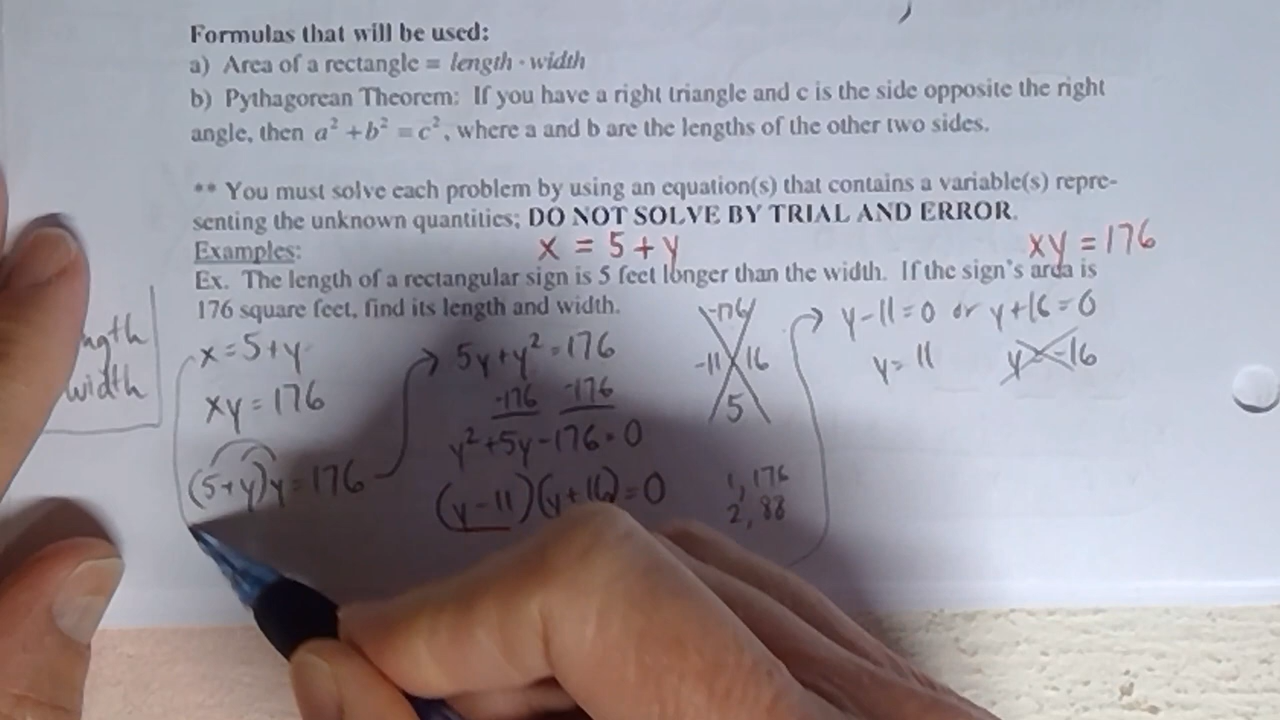 Formulas that will be used:
a) Area of a rectangle = length · width
b) Pythagorean Theorem: If you have a right triangle and c is the side opposite the right
angle, then a² + b² = c², where a and b are the lengths of the other two sides.
** You must solve each problem by using an equation(s) that contains a variable(s) repre-
senting the unknown quantities; DO NOT SOLVE BY TRIAL AND ERROR.
Examples:
x = 5 + y
xy = 176
Ex. The length of a rectangular sign is 5 feet longer than the width. If the sign's area is
176 square feet, find its length and width.
ngth
width
x = 5 + y
xy = 176
(5+y)y = 176
5y + y² = 176
-176 -176
y² + 5y - 176 = 0
(y - 11)(y + 16) = 0
-176
-11 16
5
1, 176
2, 88
y - 11 = 0 or y + 16 = 0
y = 11
y = -16